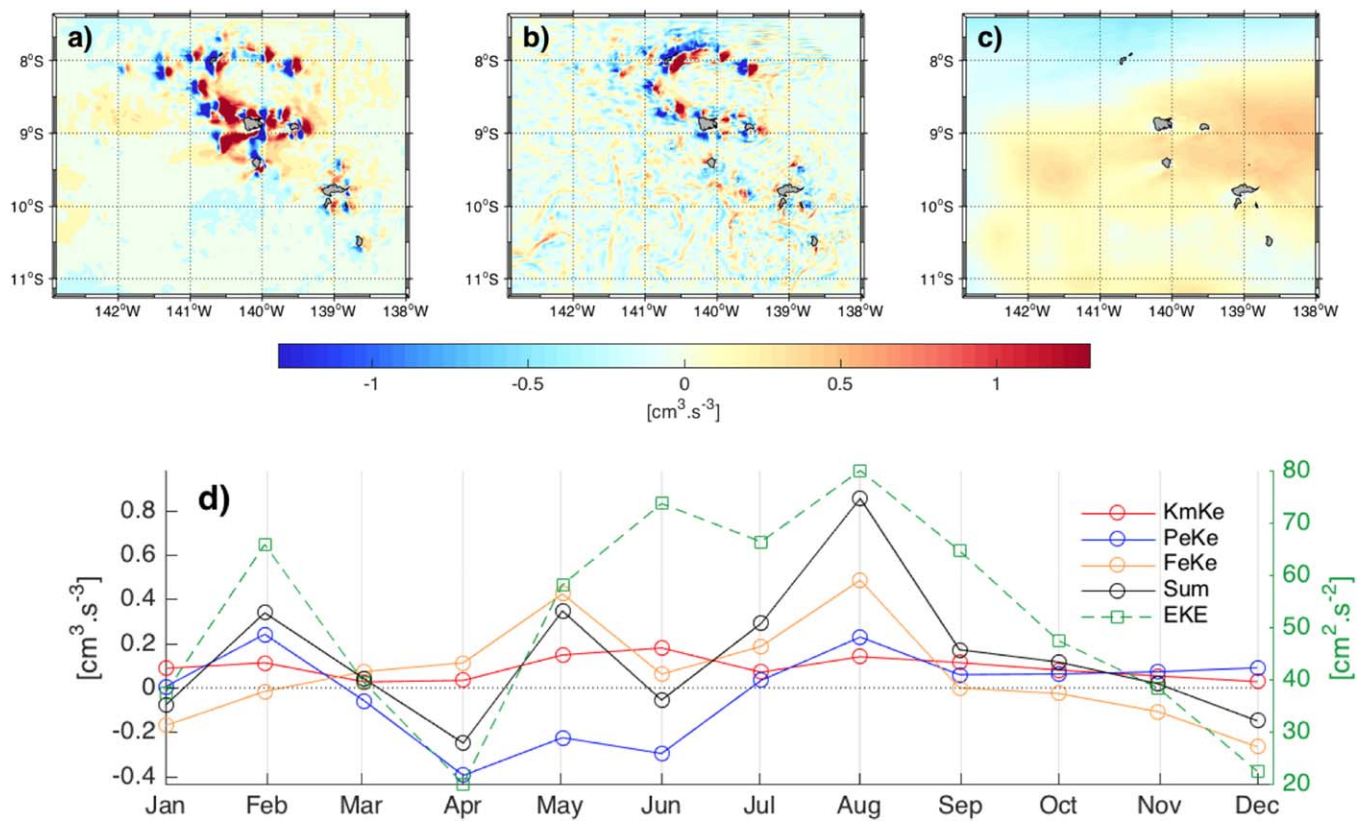 a)
b)
c)
8°S
9°S
10°S
11°S
8°S
9°S
10°S
11°S
8°S
9°S
10°S
11°S
142°W 141°W 140°W 139°W 138°W
142°W 141°W 140°W 139°W 138°W
142°W 141°W 140°W 139°W 138°W
-1 -0.5 0 0.5 1
[cm³.s⁻³]
d)
0.8
0.6
0.4
0.2
0
-0.2
-0.4
[cm³.s⁻³]
KmKe
PeKe
FeKe
Sum
EKE
80
70
60
50
40
30
20
[cm².s⁻²]
Jan Feb Mar Apr May Jun Jul Aug Sep Oct Nov Dec